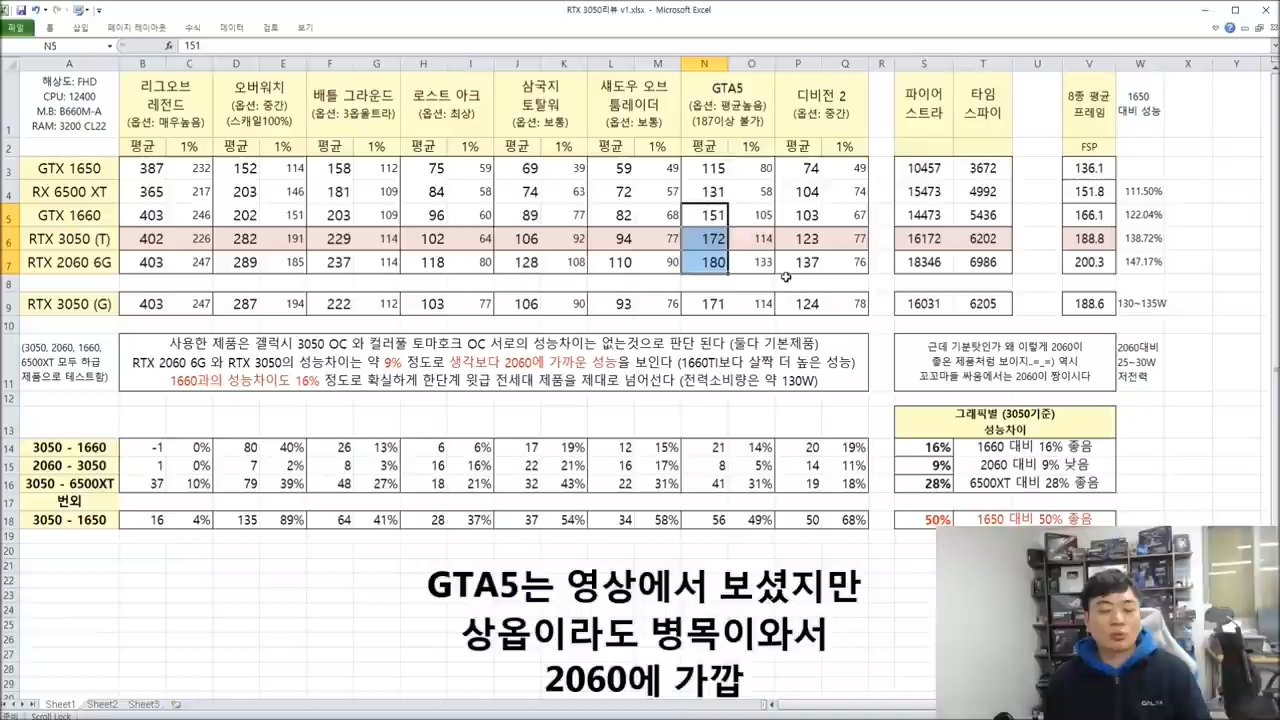 RTX 3050리뷰 v1.xlsx - Microsoft Excel
파일 홈 삽입 페이지 레이아웃 수식 데이터 검토 보기
N5 fx 151
A B C D E F G H I J K L M N O P Q R S T U V W X Y
해상도: FHD
CPU: 12400
M.B: B660M-A
RAM: 3200 CL22
리그오브
레전드
(옵션: 매우높음)
오버워치
(옵션: 중간)
(스캐일100%)
배틀 그라운드
(옵션: 3옵울트라)
로스트 아크
(옵션: 최상)
삼국지
토탈워
(옵션: 보통)
섀도우 오브
툼레이더
(옵션: 보통)
GTA5
(옵션: 평균높음)
(187이상 불가)
디비전 2
(옵션: 중간)
파이어
스트라
타임
스파이
8종 평균
프레임
1650
대비 성능
1
2 평균 1% 평균 1% 평균 1% 평균 1% 평균 1% 평균 1% 평균 1% 평균 1% FSP
3 GTX 1650 387 232 152 114 158 112 75 59 69 39 59 49 115 80 74 49 10457 3672 136.1
4 RX 6500 XT 365 217 203 146 181 109 84 58 74 63 72 57 131 58 104 74 15473 4992 151.8 111.50%
5 GTX 1660 403 246 202 151 203 109 96 60 89 77 82 68 151 105 103 67 14473 5436 166.1 122.04%
6 RTX 3050 (T) 402 226 282 191 229 114 102 64 106 92 94 77 172 114 123 77 16172 6202 188.8 138.72%
7 RTX 2060 6G 403 247 289 185 237 114 118 80 128 108 110 90 180 133 137 76 18346 6986 200.3 147.17%
8
9 RTX 3050 (G) 403 247 287 194 222 112 103 77 106 90 93 76 171 114 124 78 16031 6205 188.6 130~135W
10
(3050, 2060, 1660,
6500XT 모두 하급
제품으로 테스트함)
사용한 제품은 겔럭시 3050 OC 와 컬러풀 토마호크 OC 서로의 성능차이는 없는것으로 판단 된다 (둘다 기본제품)
RTX 2060 6G 와 RTX 3050의 성능차이는 약 9% 정도로 생각보다 2060에 가까운 성능을 보인다 (1660TI보다 살짝 더 높은 성능)
1660과의 성능차이도 16% 정도로 확실하게 한단계 윗급 전세대 제품을 제대로 넘어선다 (전력소비량은 약 130W)
근데 기분탓인가 왜 이렇게 2060이
좋은 제품처럼 보이지..=_=) 역시
꼬꼬마들 싸움에서는 2060이 짱이시다
2060대비
25~30W
저전력
11
12
그래픽별 (3050기준)
성능차이
13
14 3050 - 1660 -1 0% 80 40% 26 13% 6 6% 17 19% 12 15% 21 14% 20 19% 16% 1660 대비 16% 좋음
15 2060 - 3050 1 0% 7 2% 8 3% 16 16% 22 21% 16 17% 8 5% 14 11% 9% 2060 대비 9% 낮음
16 3050 - 6500XT 37 10% 79 39% 48 27% 18 21% 32 43% 22 31% 41 31% 19 18% 28% 6500XT 대비 28% 좋음
17 번외
18 3050 - 1650 16 4% 135 89% 64 41% 28 37% 37 54% 34 58% 56 49% 50 68% 50% 1650 대비 50% 좋음
19
20
21
22
23
24
25
26
27
28
29
GTA5는 영상에서 보셨지만
상옵이라도 병목이와서
2060에 가깝
Sheet1 Sheet2 Sheet3
준비 Scroll Lock